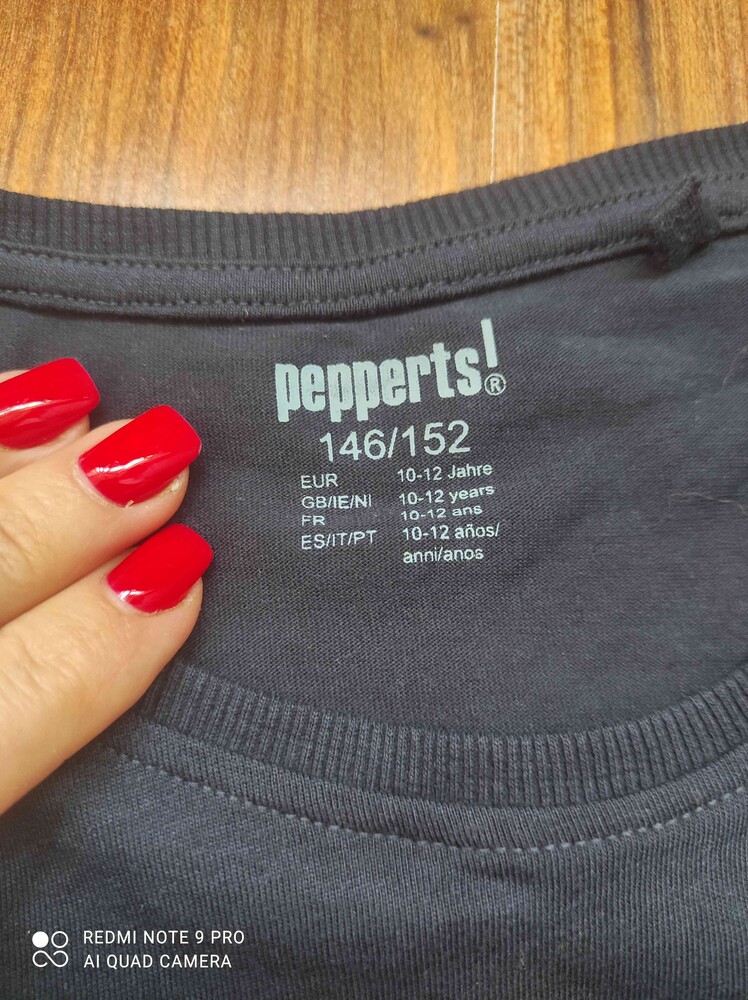 pepperts!®
146/152
EUR 10-12 Jahre
GB/IE/NI 10-12 years
FR 10-12 ans
ES/IT/PT 10-12 años/
anni/anos
REDMI NOTE 9 PRO
AI QUAD CAMERA